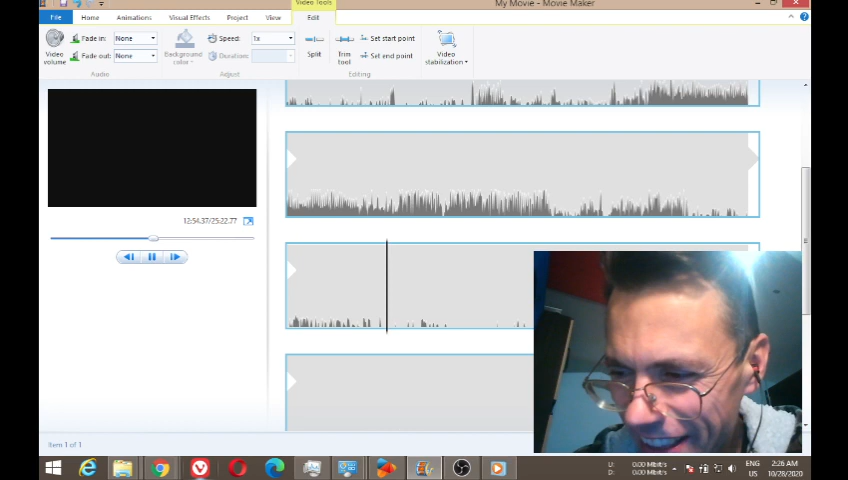 Video Tools
My Movie - Movie Maker
File Home Animations Visual Effects Project View Edit
Fade in: None Speed: 1x Set start point
Fade out: None Duration: Set end point
Video volume
Background color
Split
Trim tool
Video stabilization
Audio Adjust Editing
12:54.37/25:22.77
Item 1 of 1
U: 0.00 Mbit/s
D: 0.00 Mbit/s
ENG
US
2:26 AM
10/28/2020